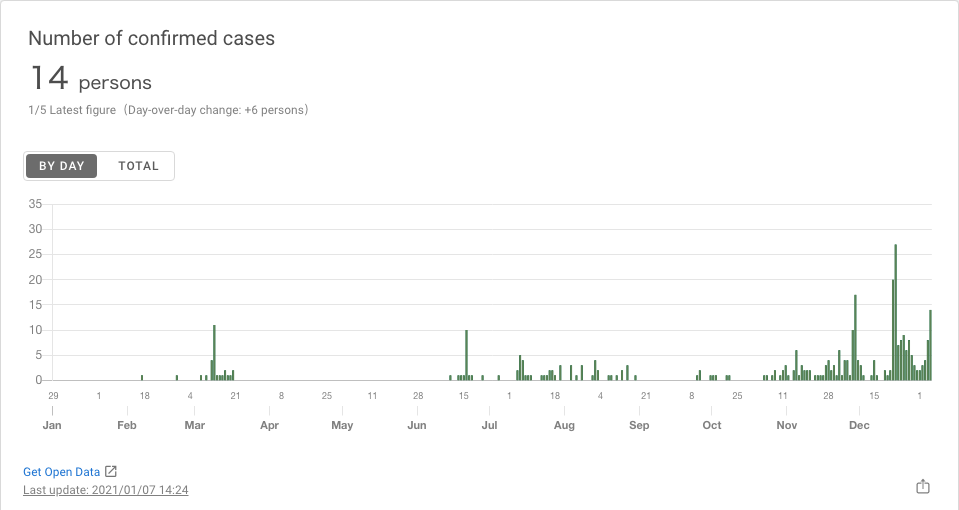 Number of confirmed cases
14 persons
1/5 Latest figure（Day-over-day change: +6 persons）
BY DAY TOTAL
35
30
25
20
15
10
5
0
29 1 18 4 21 8 25 11 28 15 1 18 4 21 8 25 11 28 15 1
Jan Feb Mar Apr May Jun Jul Aug Sep Oct Nov Dec
Get Open Data
Last update: 2021/01/07 14:24